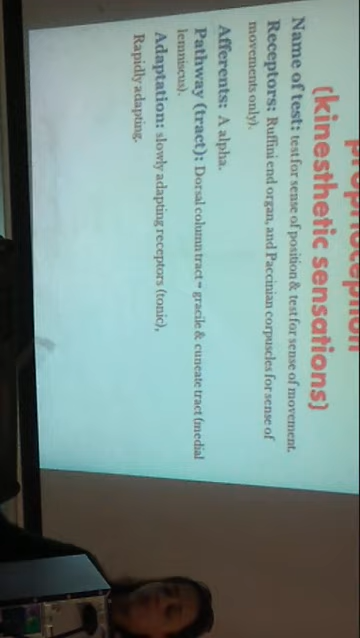 proprioception
(kinesthetic sensations)
Name of test: test for sense of position & test for sense of movement.
Receptors: Ruffini end organ, and Paccinian corpuscles for sense of
movements only).
Afferents: A alpha.
Pathway (tract): Dorsal column tract = gracile & cuneate tract (medial
lemniscus).
Adaptation: slowly adapting receptors (tonic),
Rapidly adapting.